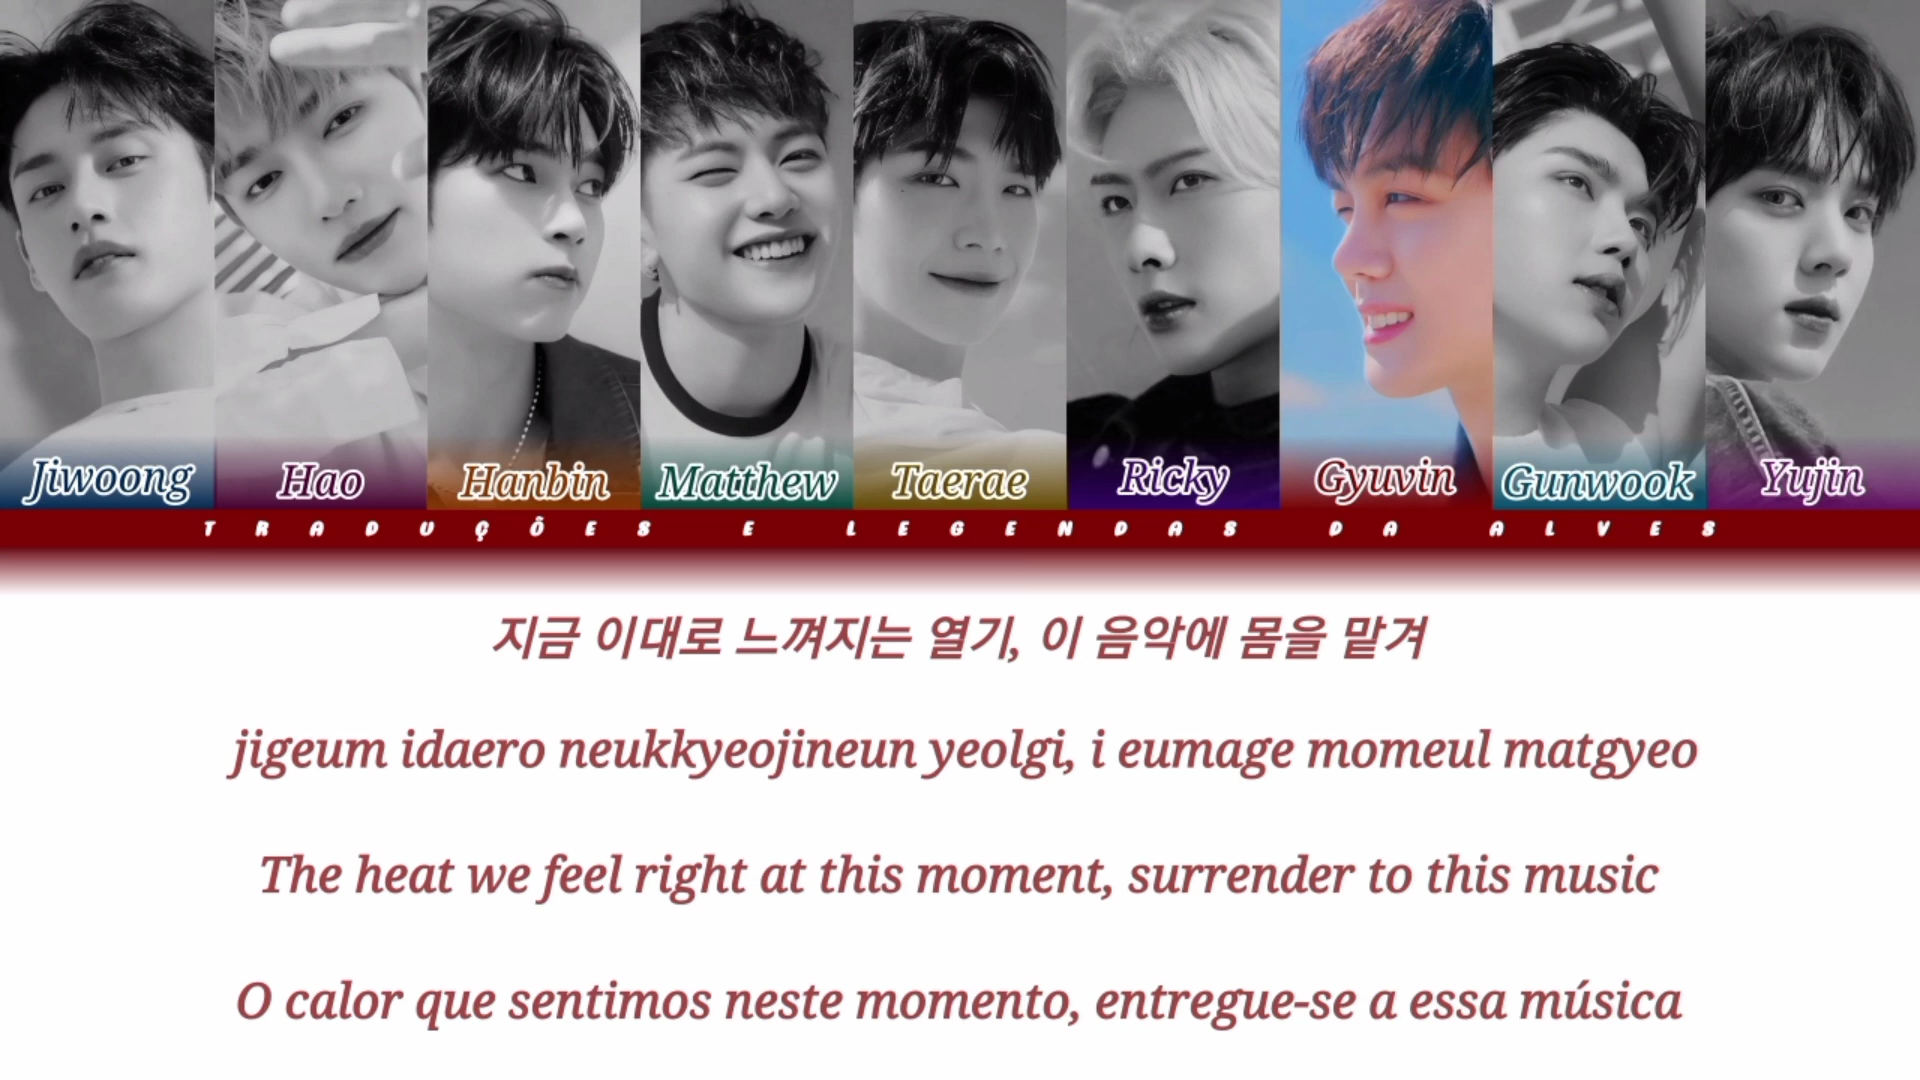 Jiwoong Hao Hanbin Matthew Taerae Ricky Gyuvin Gunwook Yujin
TRADUÇÕES E LEGENDAS DA ALVES
지금 이대로 느껴지는 열기, 이 음악에 몸을 맡겨
jigeum idaero neukkyeojineun yeolgi, i eumage momeul matgyeo
The heat we feel right at this moment, surrender to this music
O calor que sentimos neste momento, entregue-se a essa música